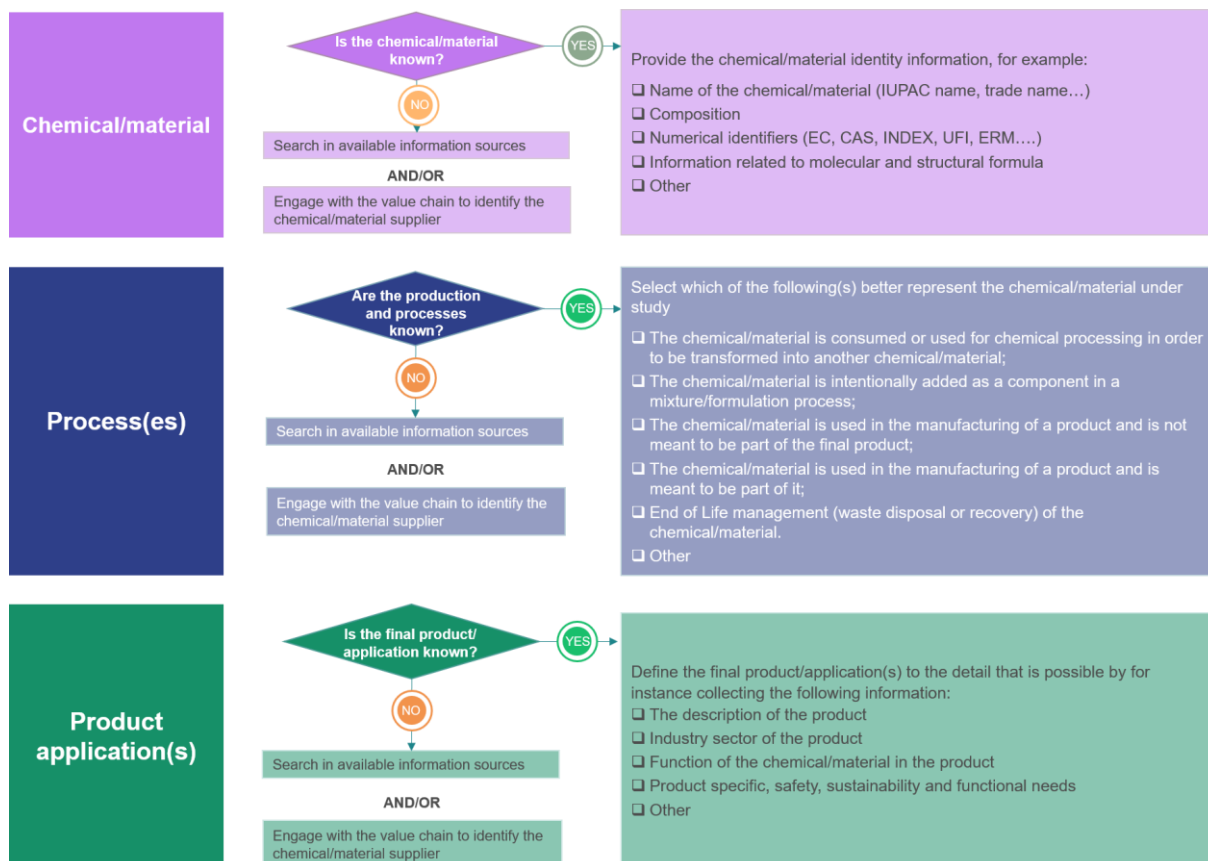 Chemical/material
Is the chemical/material
known?
YES
NO
Search in available information sources
AND/OR
Engage with the value chain to identify the
chemical/material supplier
Provide the chemical/material identity information, for example:
❑ Name of the chemical/material (IUPAC name, trade name…)
❑ Composition
❑ Numerical identifiers (EC, CAS, INDEX, UFI, ERM….)
❑ Information related to molecular and structural formula
❑ Other
Process(es)
Are the production
and processes
known?
YES
NO
Search in available information sources
AND/OR
Engage with the value chain to identify the
chemical/material supplier
Select which of the following(s) better represent the chemical/material under
study
❑ The chemical/material is consumed or used for chemical processing in order
to be transformed into another chemical/material;
❑ The chemical/material is intentionally added as a component in a
mixture/formulation process;
❑ The chemical/material is used in the manufacturing of a product and is not
meant to be part of the final product;
❑ The chemical/material is used in the manufacturing of a product and is
meant to be part of it;
❑ End of Life management (waste disposal or recovery) of the
chemical/material.
❑ Other
Product
application(s)
Is the final product/
application known?
YES
NO
Search in available information sources
AND/OR
Engage with the value chain to identify the
chemical/material supplier
Define the final product/application(s) to the detail that is possible by for
instance collecting the following information:
❑ The description of the product
❑ Industry sector of the product
❑ Function of the chemical/material in the product
❑ Product specific, safety, sustainability and functional needs
❑ Other